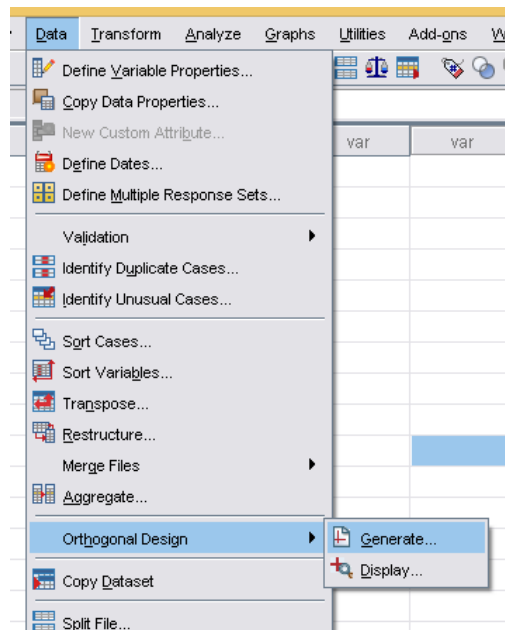 Data Transform Analyze Graphs Utilities Add-ons W
Define Variable Properties...
Copy Data Properties...
New Custom Attribute...
var var
Define Dates...
Define Multiple Response Sets...
Validation
Identify Duplicate Cases...
Identify Unusual Cases...
Sort Cases...
Sort Variables...
Transpose...
Restructure...
Merge Files
Aggregate...
Orthogonal Design
Generate...
Display...
Copy Dataset
Split File...